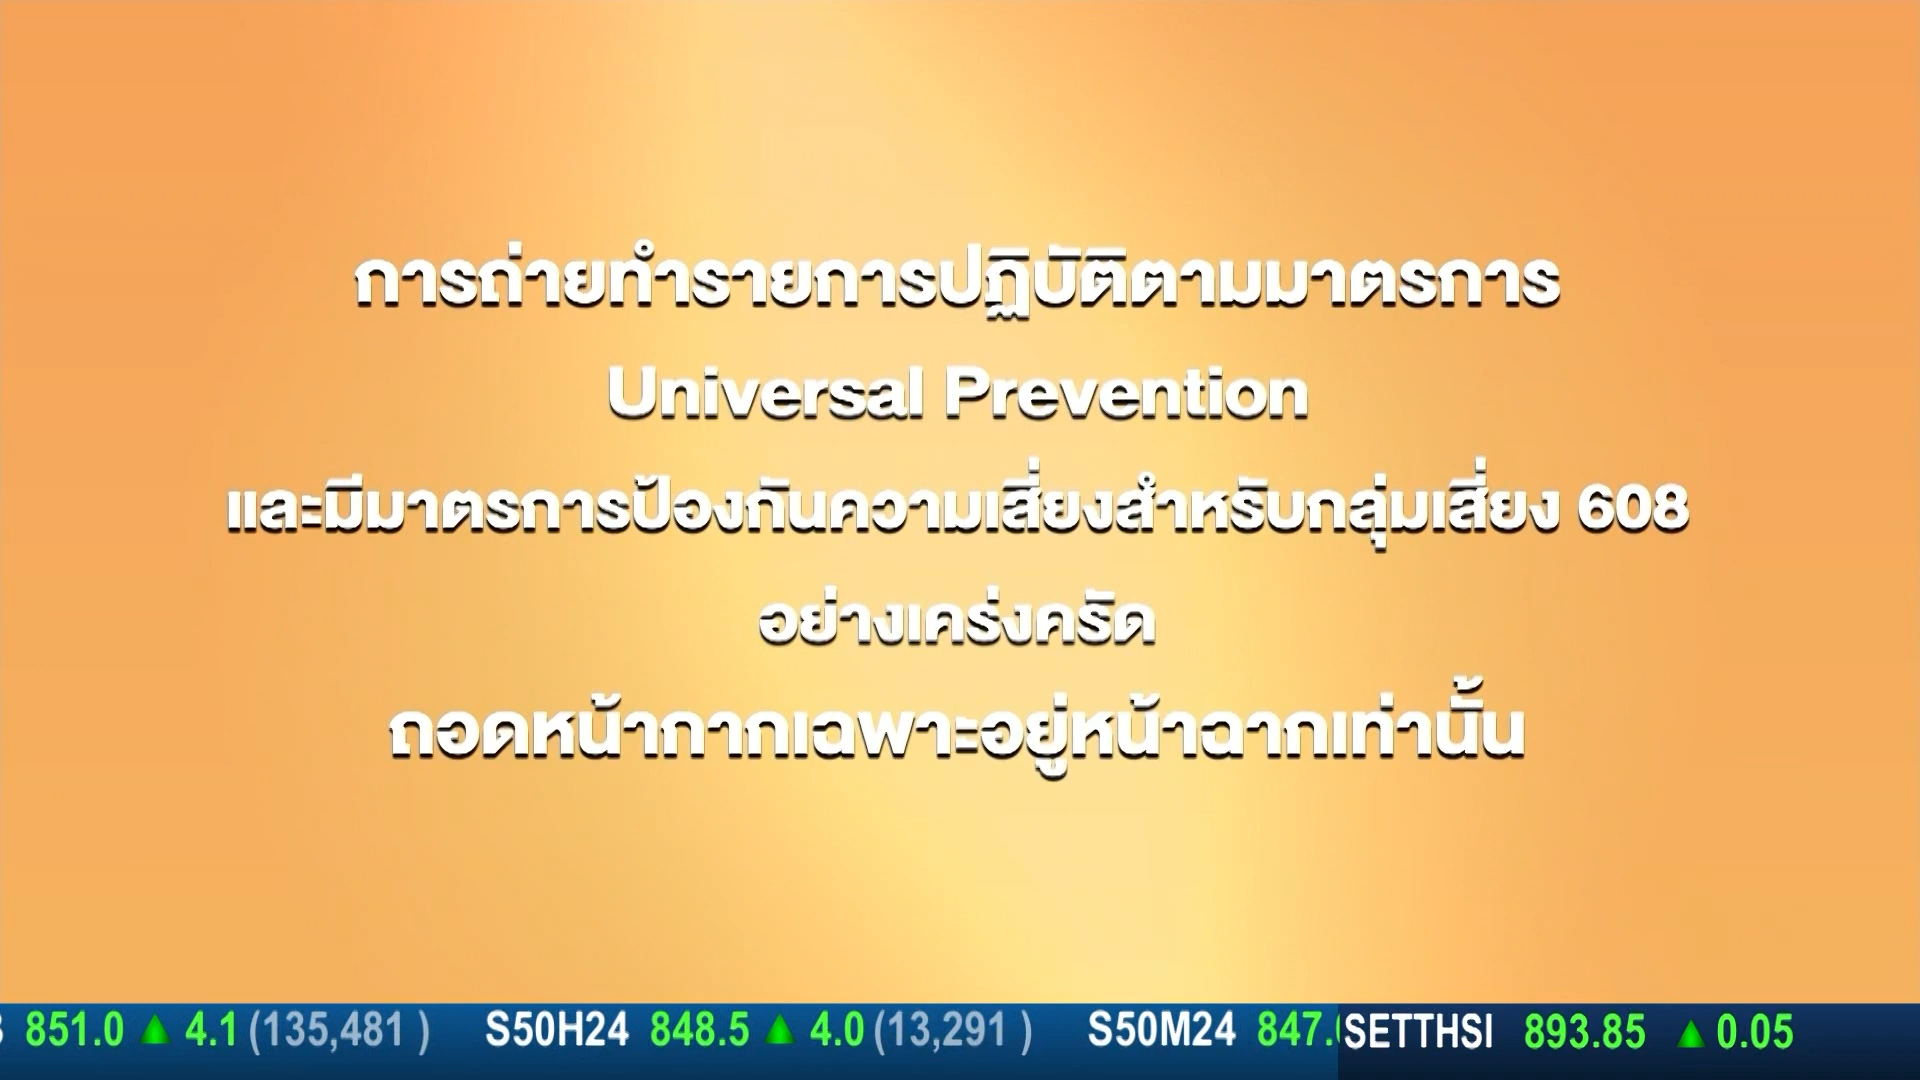 การถ่ายทำรายการปฏิบัติตามมาตรการ
Universal Prevention
และมีมาตรการป้องกันความเสี่ยงสำหรับกลุ่มเสี่ยง 608
อย่างเคร่งครัด
ถอดหน้ากากเฉพาะอยู่หน้าฉากเท่านั้น
851.0 ▲ 4.1 (135,481 ) S50H24 848.5 ▲ 4.0 (13,291 ) S50M24 847. SETTHSI 893.85 ▲ 0.05